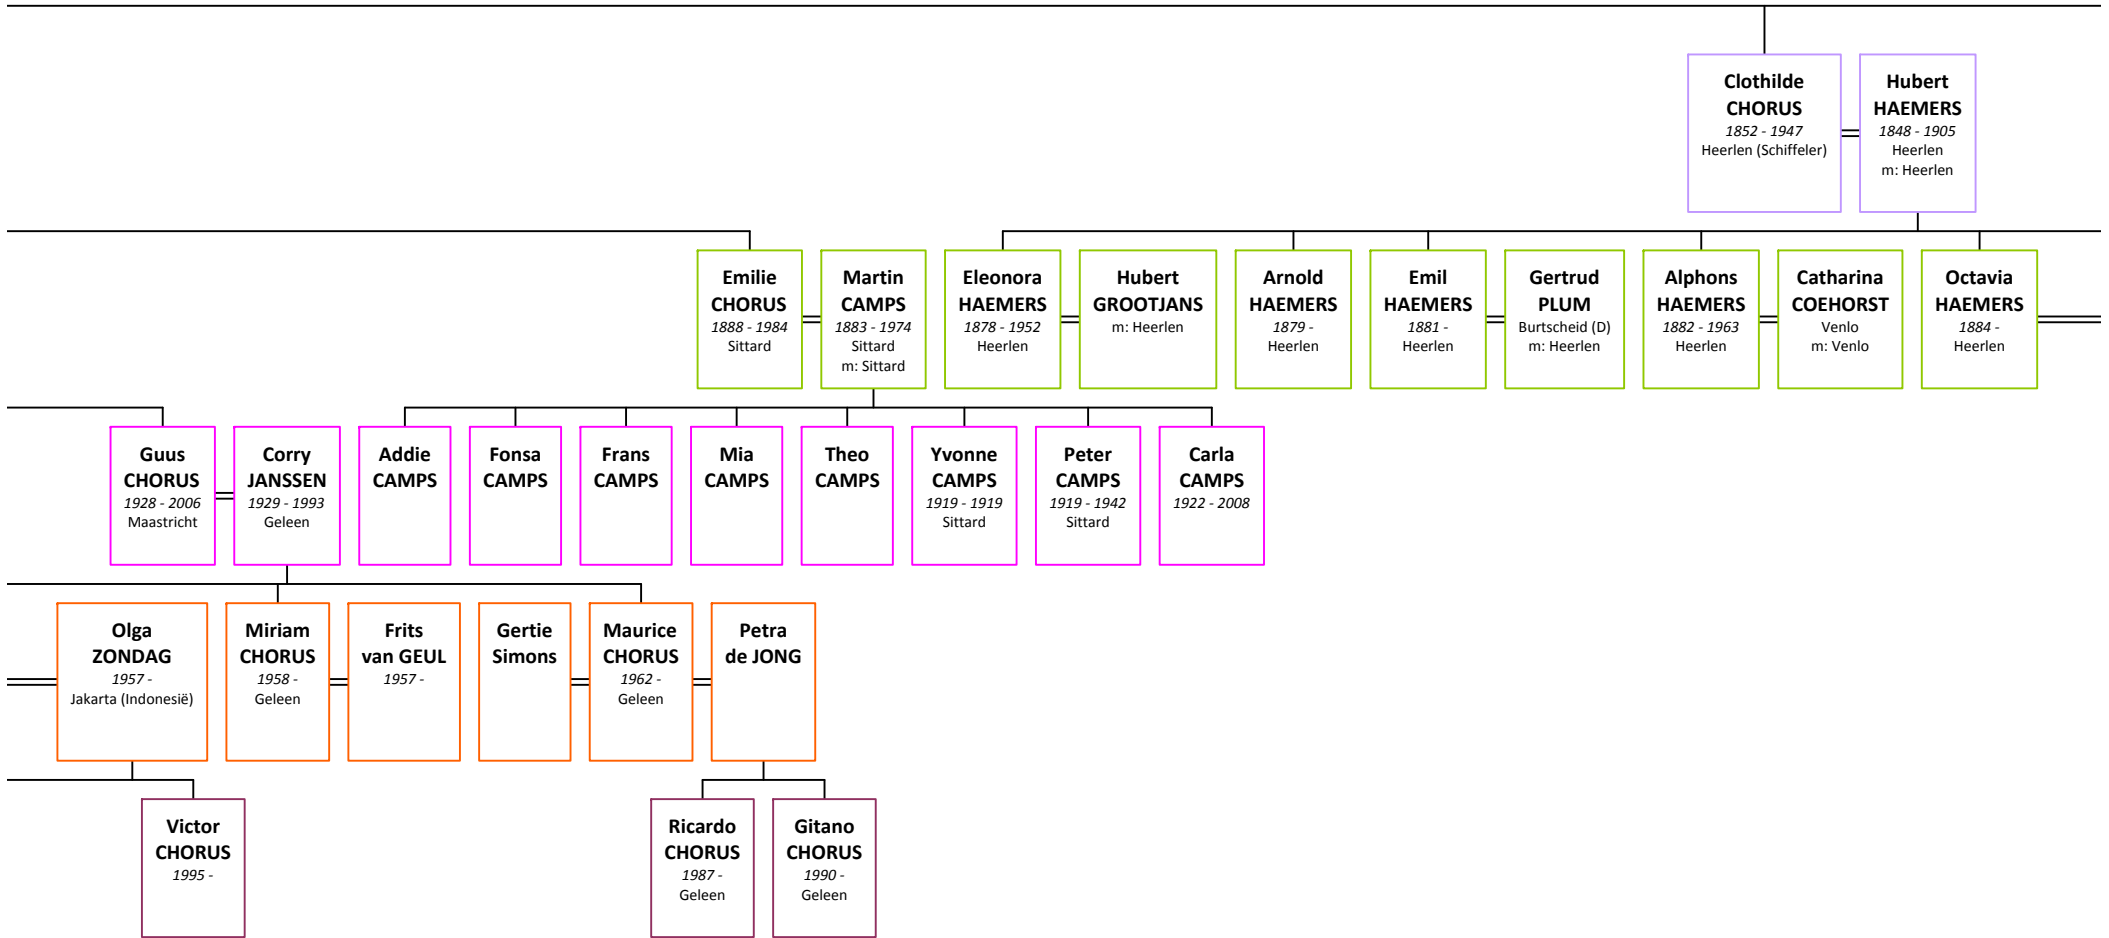 Clothilde
CHORUS
1852 - 1947
Heerlen (Schiffeler)
Hubert
HAEMERS
1848 - 1905
Heerlen
m: Heerlen
Emilie
CHORUS
1888 - 1984
Sittard
Martin
CAMPS
1883 - 1974
Sittard
m: Sittard
Eleonora
HAEMERS
1878 - 1952
Heerlen
Hubert
GROOTJANS
m: Heerlen
Arnold
HAEMERS
1879 -
Heerlen
Emil
HAEMERS
1881 -
Heerlen
Gertrud
PLUM
Burtscheid (D)
m: Heerlen
Alphons
HAEMERS
1882 - 1963
Heerlen
Catharina
COEHORST
Venlo
m: Venlo
Octavia
HAEMERS
1884 -
Heerlen
Guus
CHORUS
1928 - 2006
Maastricht
Corry
JANSSEN
1929 - 1993
Geleen
Addie
CAMPS
Fonsa
CAMPS
Frans
CAMPS
Mia
CAMPS
Theo
CAMPS
Yvonne
CAMPS
1919 - 1919
Sittard
Peter
CAMPS
1919 - 1942
Sittard
Carla
CAMPS
1922 - 2008
Olga
ZONDAG
1957 -
Jakarta (Indonesië)
Miriam
CHORUS
1958 -
Geleen
Frits
van GEUL
1957 -
Gertie
Simons
Maurice
CHORUS
1962 -
Geleen
Petra
de JONG
Victor
CHORUS
1995 -
Ricardo
CHORUS
1987 -
Geleen
Gitano
CHORUS
1990 -
Geleen